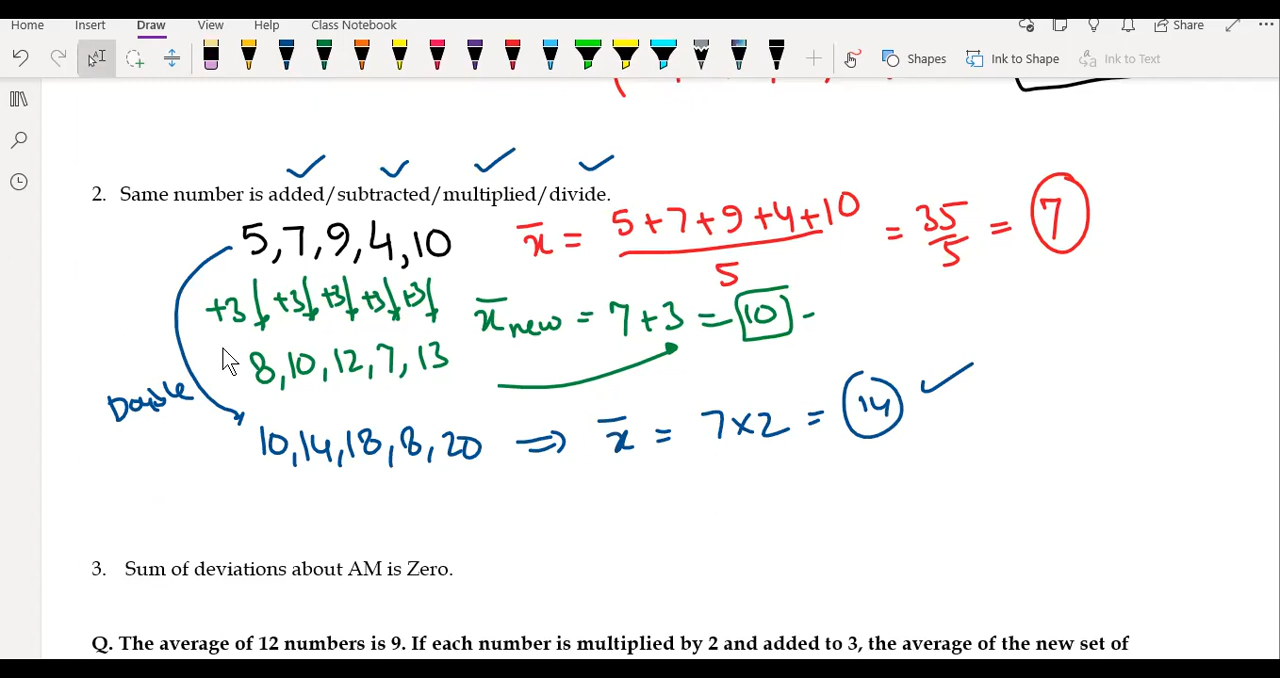 Home Insert Draw View Help Class Notebook Share
Shapes Ink to Shape Ink to Text
2. Same number is added/subtracted/multiplied/divide.
5,7,9,4,10 x̄ = 5+7+9+4+10 / 5 = 35/5 = 7
+3 +3 +3 +3 +3 x̄ new = 7+3 = 10 -
8,10,12,7,13
Double
10,14,18,8,20 ⇒ x̄ = 7×2 = 14
3. Sum of deviations about AM is Zero.
Q. The average of 12 numbers is 9. If each number is multiplied by 2 and added to 3, the average of the new set of